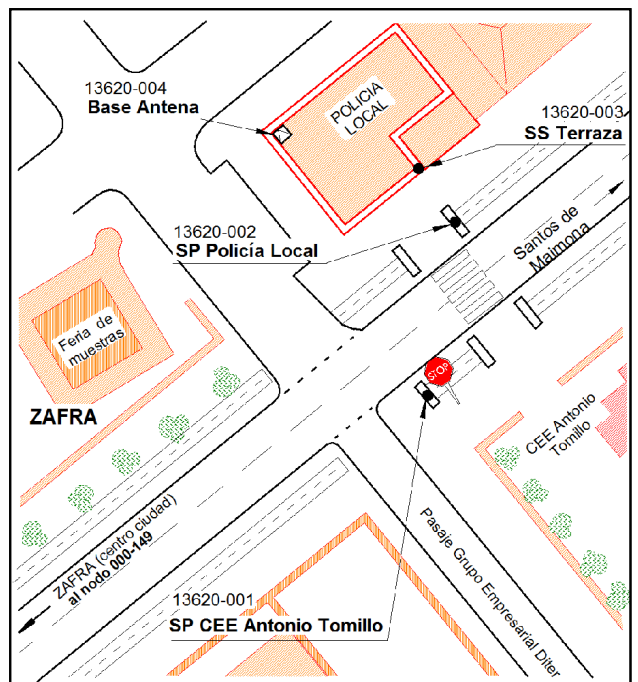 13620-004
Base Antena
POLICIA
LOCAL
13620-003
SS Terraza
13620-002
SP Policía Local
Santos de
Maimona
Feria de
muestras
STOP
ZAFRA
CEE Antonio
Tomillo
ZAFRA (centro ciudad)
al nodo 000-149
13620-001
SP CEE Antonio Tomillo
Pasaje Grupo Empresarial Diter